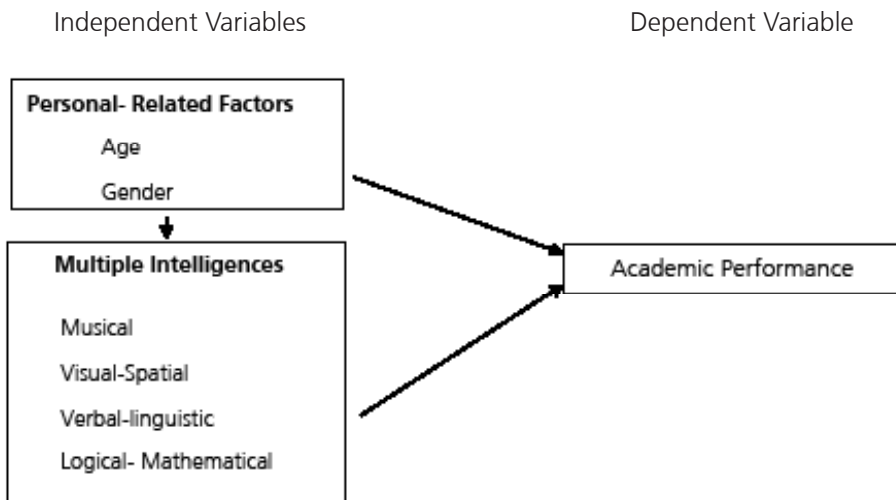 Independent Variables
Dependent Variable
Personal- Related Factors
Age
Gender
Multiple Intelligences
Musical
Visual-Spatial
Verbal-linguistic
Logical- Mathematical
Academic Performance